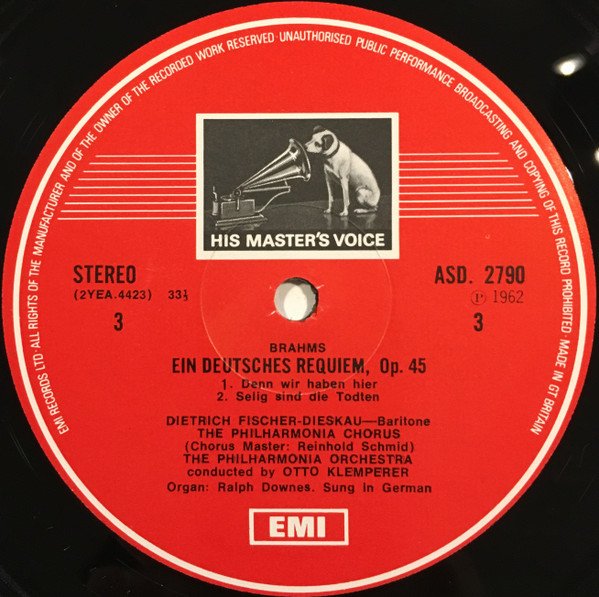 EMI RECORDS LTD ALL RIGHTS OF THE MANUFACTURER AND OF THE OWNER OF THE RECORDED WORK RESERVED·UNAUTHORISED PUBLIC PERFORMANCE BROADCASTING AND COPYING OF THIS RECORD PROHIBITED MADE IN GT BRITAIN
HIS MASTER'S VOICE
STEREO ASD. 2790
(2YEA.4423) 33⅓ Ⓟ 1962
3 3
BRAHMS
EIN DEUTSCHES REQUIEM, Op. 45
1. Denn wir haben hier
2. Selig sind die Todten
DIETRICH FISCHER-DIESKAU—Baritone
THE PHILHARMONIA CHORUS
(Chorus Master: Reinhold Schmid)
THE PHILHARMONIA ORCHESTRA
conducted by OTTO KLEMPERER
Organ: Ralph Downes. Sung in German
EMI